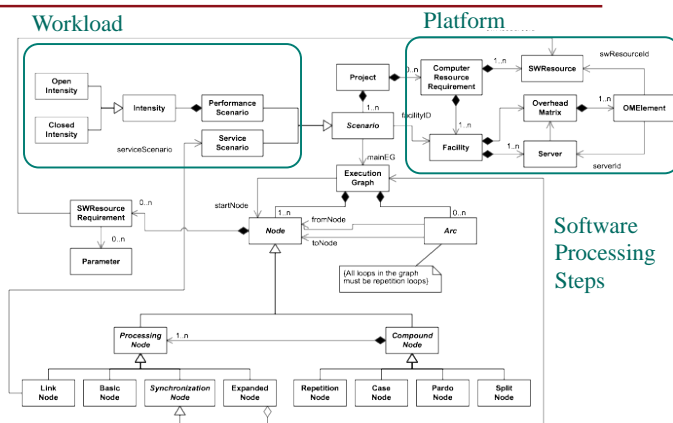 Workload
Platform
Open
Intensity
Closed
Intensity
Intensity
Performance
Scenario
Service
Scenario
serviceScenario
Project
0..n
1..n
Scenario
facilityID
mainEG
Computer
Resource
Requirement
1..n
SWResource
swResourceId
1..n
Overhead
Matrix
1..n
OMElement
Facility
1..n
Server
serverId
Execution
Graph
startNode
1..n
0..n
SWResource
Requirement
0..n
Node
fromNode
toNode
Arc
0..n
Parameter
{All loops in the graph
must be repetition loops}
Software
Processing
Steps
Processing
Node
1..n
Compound
Node
Link
Node
Basic
Node
Synchronization
Node
Expanded
Node
Repetition
Node
Case
Node
Pardo
Node
Split
Node